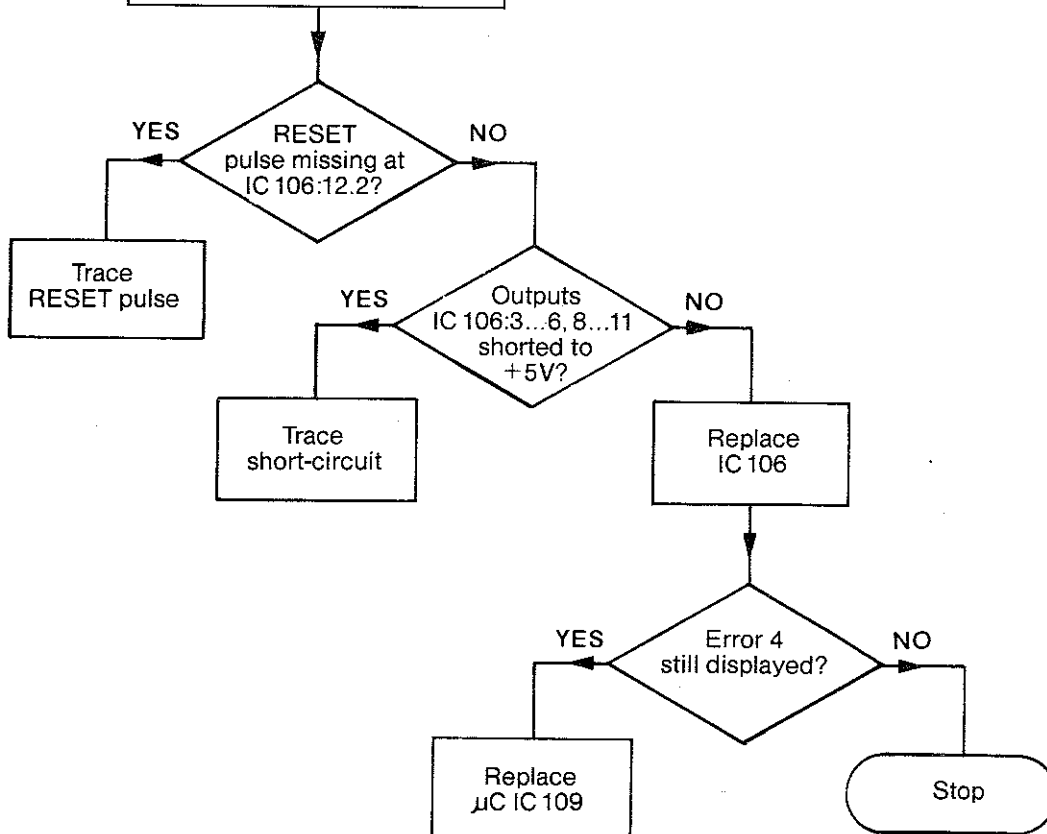 YES
RESET
pulse missing at
IC 106:12.2?
NO
Trace
RESET pulse
YES
Outputs
IC 106:3...6, 8...11
shorted to
+5V?
NO
Trace
short-circuit
Replace
IC 106
YES
Error 4
still displayed?
NO
Replace
µC IC 109
Stop